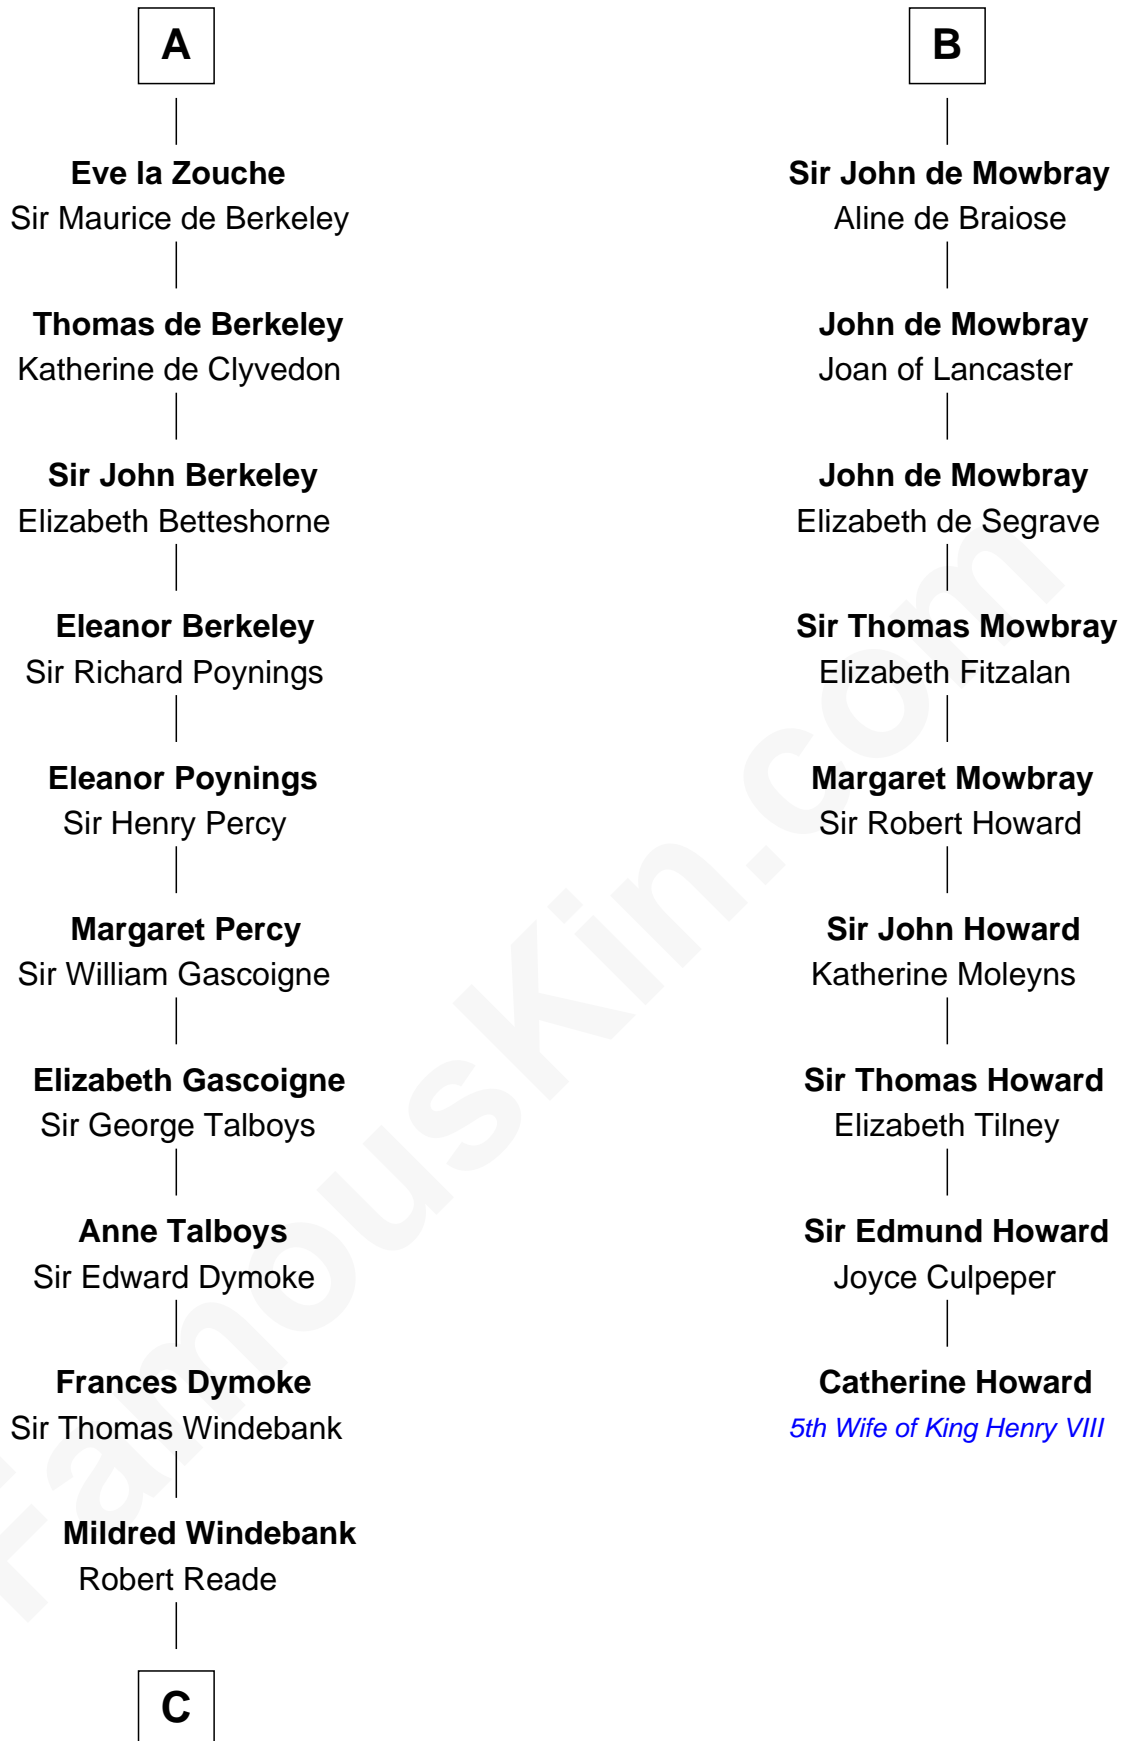 A
Eve la Zouche
Sir Maurice de Berkeley
Thomas de Berkeley
Katherine de Clyvedon
Sir John Berkeley
Elizabeth Betteshorne
Eleanor Berkeley
Sir Richard Poynings
Eleanor Poynings
Sir Henry Percy
Margaret Percy
Sir William Gascoigne
Elizabeth Gascoigne
Sir George Talboys
Anne Talboys
Sir Edward Dymoke
Frances Dymoke
Sir Thomas Windebank
Mildred Windebank
Robert Reade
C
B
Sir John de Mowbray
Aline de Braiose
John de Mowbray
Joan of Lancaster
John de Mowbray
Elizabeth de Segrave
Sir Thomas Mowbray
Elizabeth Fitzalan
Margaret Mowbray
Sir Robert Howard
Sir John Howard
Katherine Moleyns
Sir Thomas Howard
Elizabeth Tilney
Sir Edmund Howard
Joyce Culpeper
Catherine Howard
5th Wife of King Henry VIII
FamousKin.com